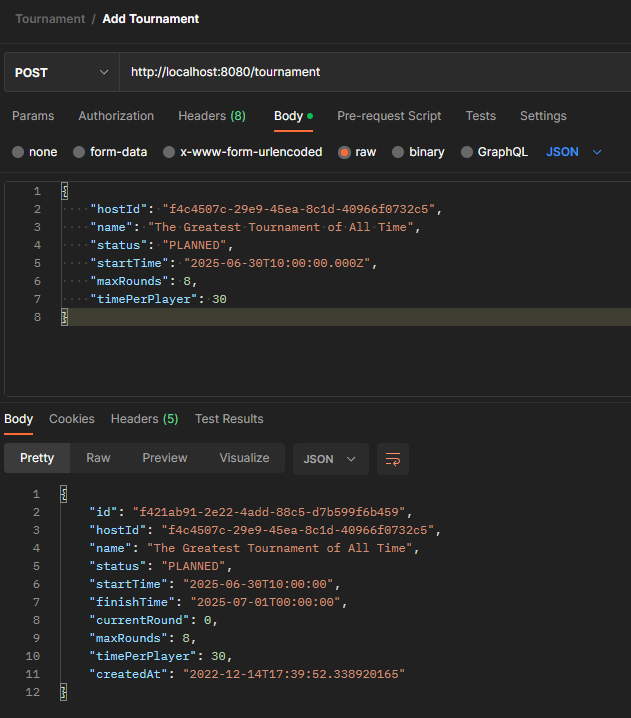 Tournament / Add Tournament
POST http://localhost:8080/tournament
Params Authorization Headers (8) Body Pre-request Script Tests Settings
none form-data x-www-form-urlencoded raw binary GraphQL JSON
1 {
2 "hostId": "f4c4507c-29e9-45ea-8c1d-40966f0732c5",
3 "name": "The Greatest Tournament of All Time",
4 "status": "PLANNED",
5 "startTime": "2025-06-30T10:00:00.000Z",
6 "maxRounds": 8,
7 "timePerPlayer": 30
8 }
Body Cookies Headers (5) Test Results
Pretty Raw Preview Visualize JSON
1 {
2 "id": "f421ab91-2e22-4add-88c5-d7b599f6b459",
3 "hostId": "f4c4507c-29e9-45ea-8c1d-40966f0732c5",
4 "name": "The Greatest Tournament of All Time",
5 "status": "PLANNED",
6 "startTime": "2025-06-30T10:00:00",
7 "finishTime": "2025-07-01T00:00:00",
8 "currentRound": 0,
9 "maxRounds": 8,
10 "timePerPlayer": 30,
11 "createdAt": "2022-12-14T17:39:52.338920165"
12 }